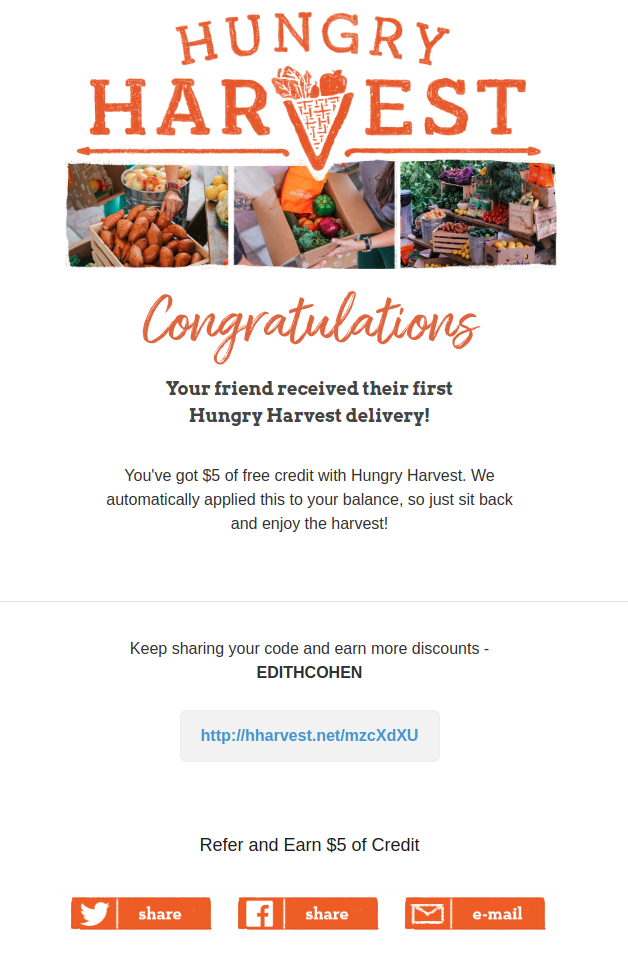 HUNGRY
HARVEST
Congratulations
Your friend received their first
Hungry Harvest delivery!
You've got $5 of free credit with Hungry Harvest. We
automatically applied this to your balance, so just sit back
and enjoy the harvest!
Keep sharing your code and earn more discounts -
EDITHCOHEN
http://hharvest.net/mzcXdXU
Refer and Earn $5 of Credit
share
share
e-mail